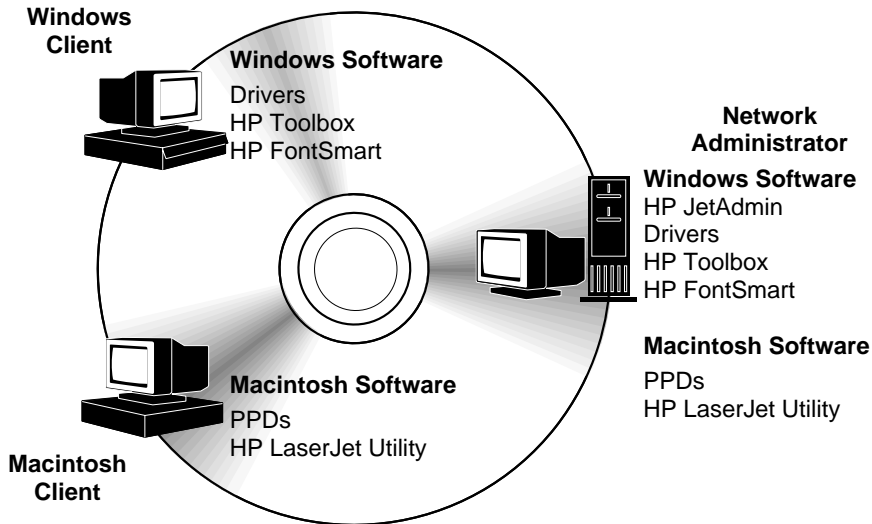 Windows
Client
Windows Software
Drivers
HP Toolbox
HP FontSmart
Network
Administrator
Windows Software
HP JetAdmin
Drivers
HP Toolbox
HP FontSmart
Macintosh Software
PPDs
HP LaserJet Utility
Macintosh Software
PPDs
HP LaserJet Utility
Macintosh
Client